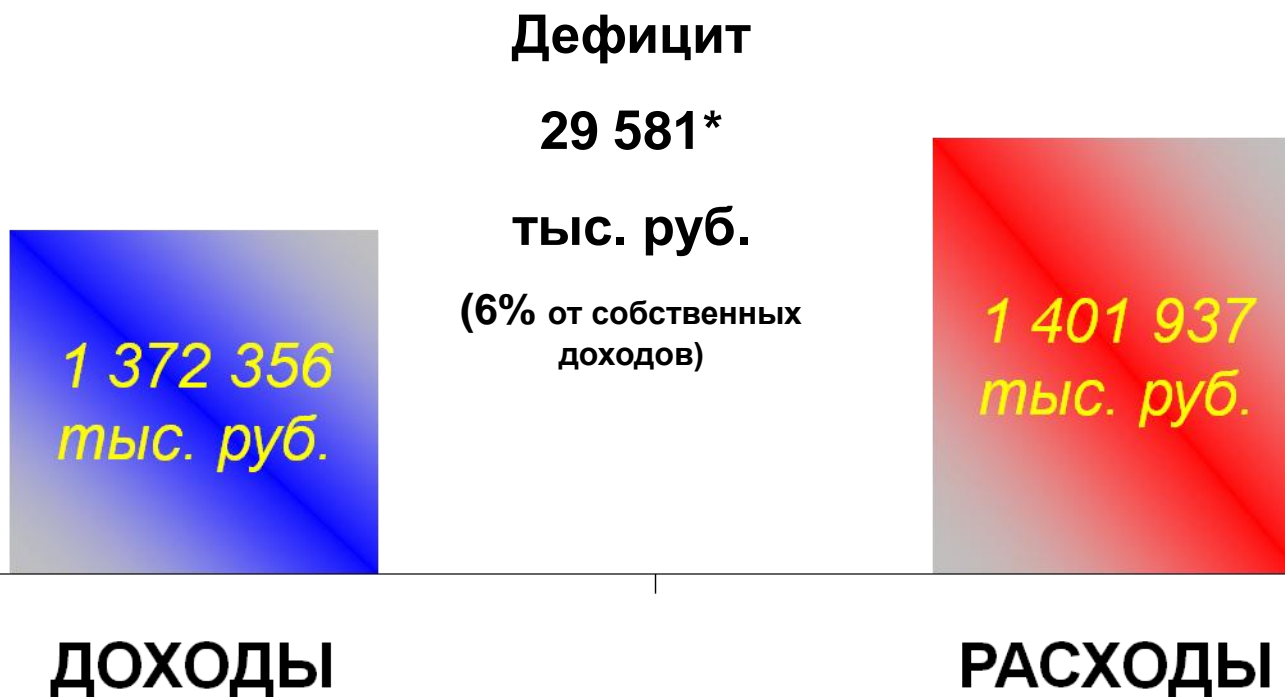 Дефицит
29 581*
тыс. руб.
(6% от собственных
доходов)
1 372 356
тыс. руб.
1 401 937
тыс. руб.
ДОХОДЫ
РАСХОДЫ